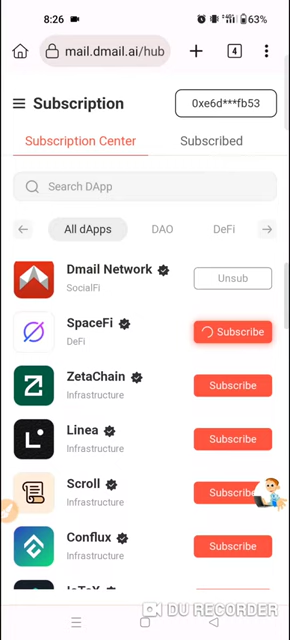 8:26
63%
mail.dmail.ai/hub
4
Subscription
0xe6d***fb53
Subscription Center
Subscribed
Search DApp
All dApps
DAO
DeFi
Dmail Network
SocialFi
Unsub
SpaceFi
DeFi
Subscribe
ZetaChain
Infrastructure
Subscribe
Linea
Infrastructure
Subscribe
Scroll
Infrastructure
Conflux
Infrastructure
Subscribe
DU RECORDER